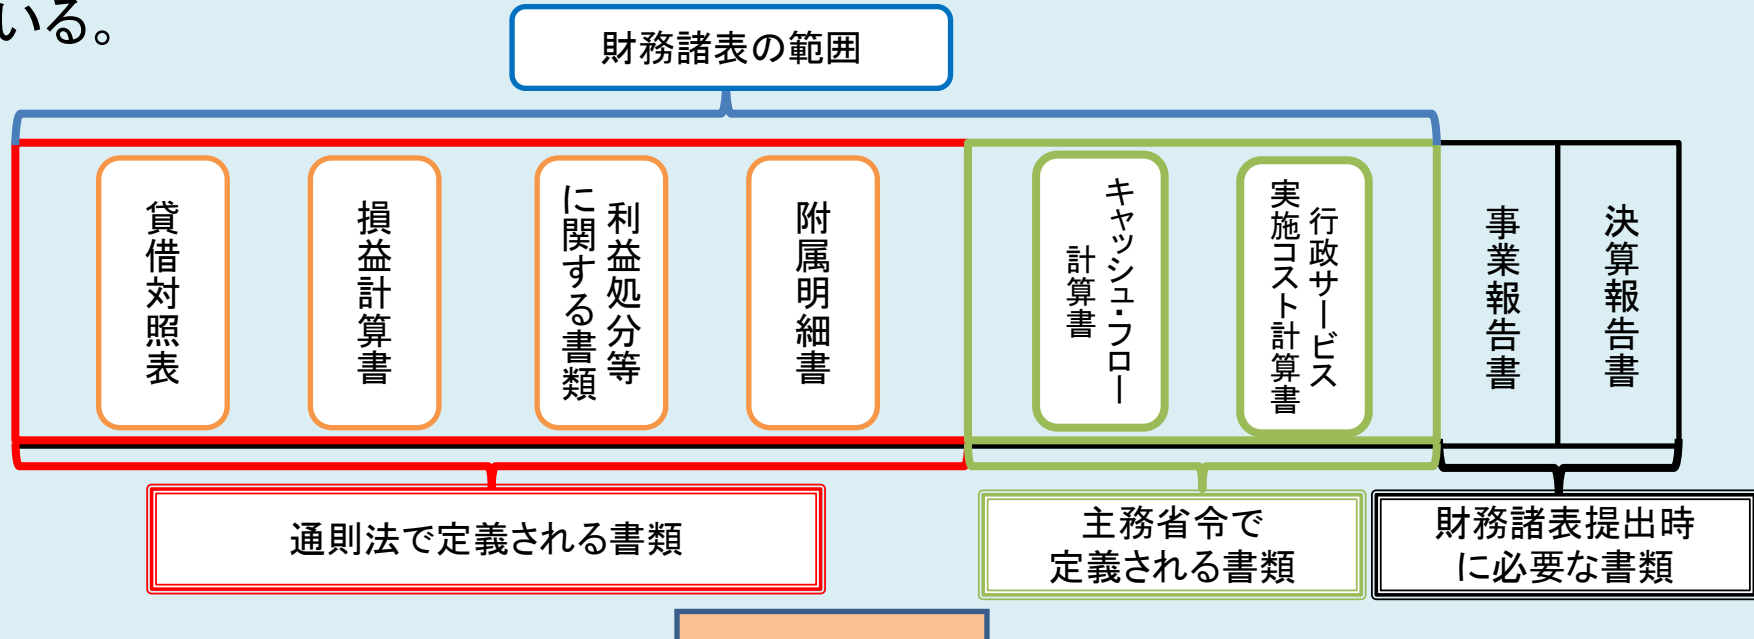 いる。
財務諸表の範囲
貸借対照表
損益計算書
利益処分等
に関する書類
附属明細書
キャッシュ・フロー
計算書
行政サービス
実施コスト計算書
事業報告書
決算報告書
通則法で定義される書類
主務省令で
定義される書類
財務諸表提出時
に必要な書類